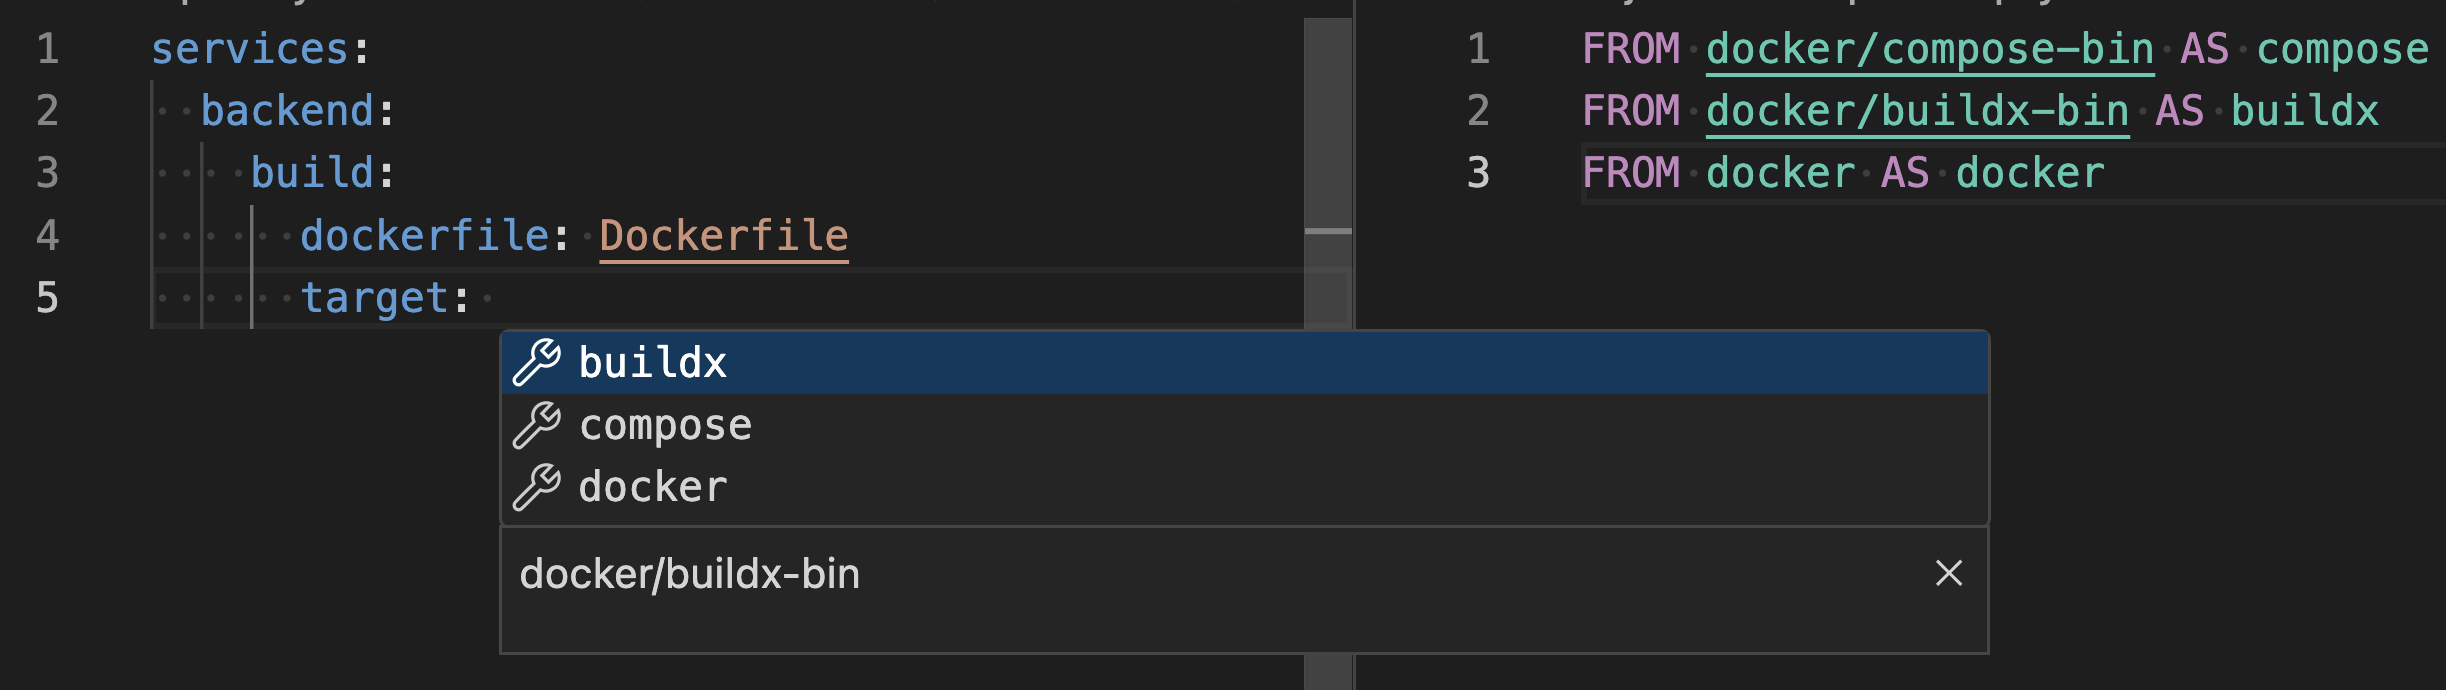 1 services:
2 backend:
3 build:
4 dockerfile: Dockerfile
5 target:
buildx
compose
docker
docker/buildx-bin
1 FROM docker/compose-bin AS compose
2 FROM docker/buildx-bin AS buildx
3 FROM docker AS docker